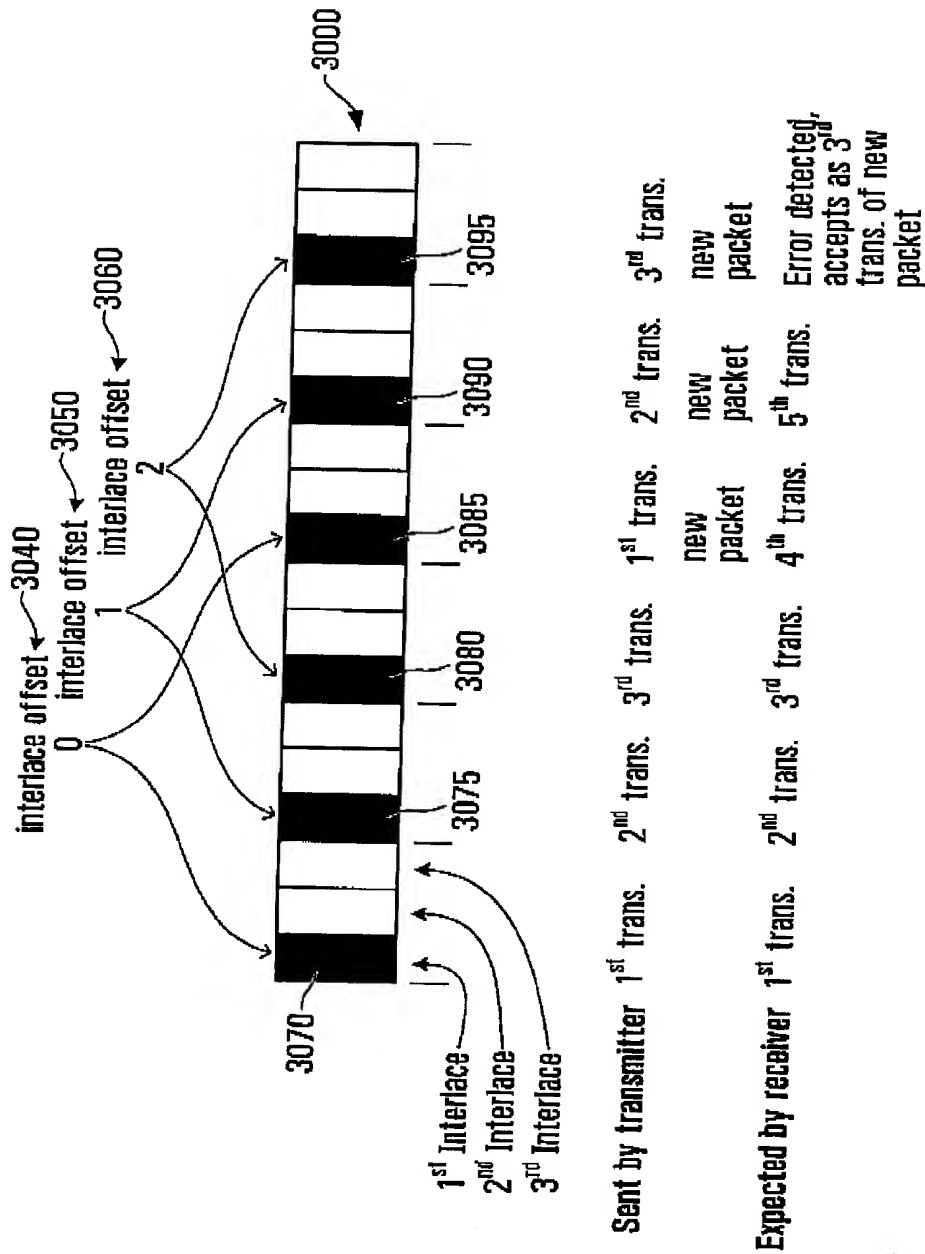 interlace offset 3040
0
interlace offset 3050
1
interlace offset 3060
2
3000
3070
3075
3080
3085
3090
3095
1st Interlace
2nd Interlace
3rd Interlace
Sent by transmitter 1st trans. 2nd trans. 3rd trans. 1st trans. 2nd trans. 3rd trans.
new new new
packet packet packet
Expected by receiver 1st trans. 2nd trans. 3rd trans. 4th trans. 5th trans. Error detected,
accepts as 3rd
trans. of new
packet